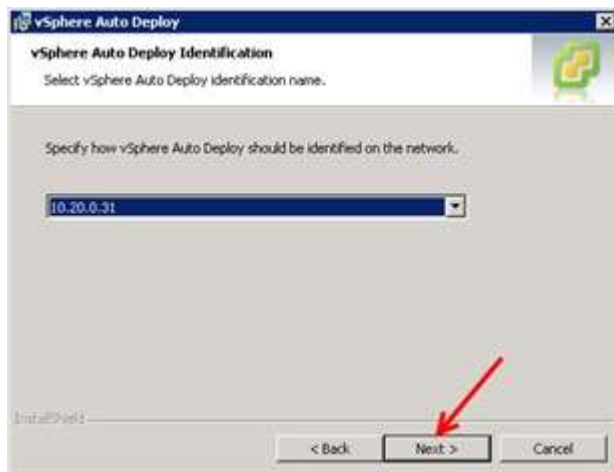 vSphere Auto Deploy
vSphere Auto Deploy Identification
Select vSphere Auto Deploy identification name.
Specify how vSphere Auto Deploy should be identified on the network.
10.20.0.31
InstallShield
< Back
Next >
Cancel